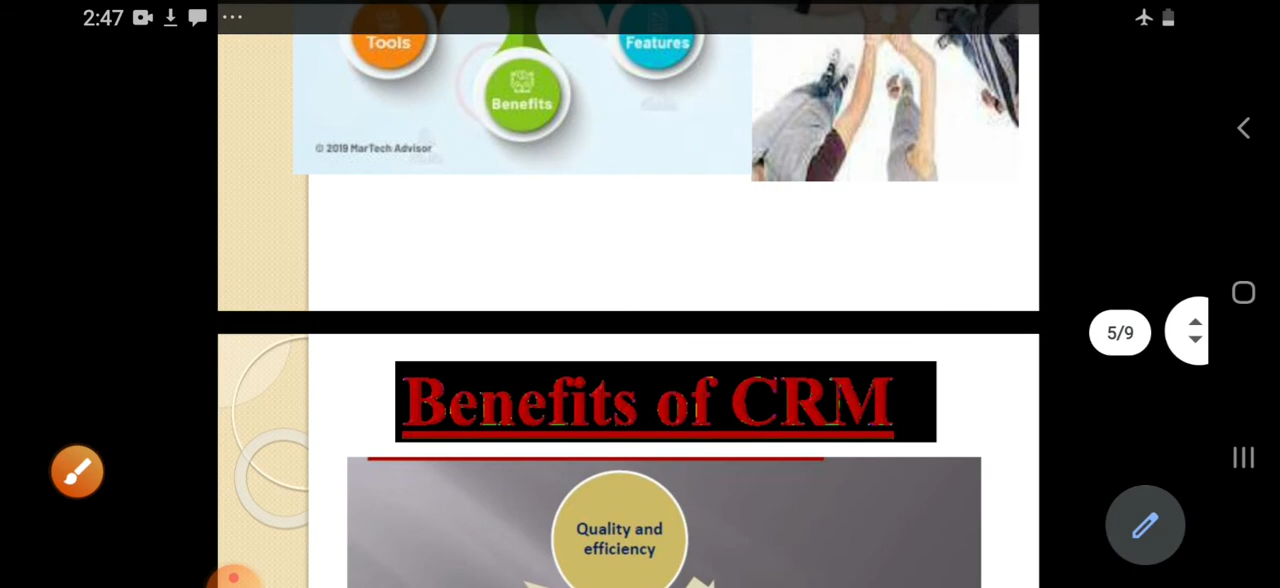 2:47
Tools
Features
Benefits
© 2019 MarTech Advisor
5/9
Benefits of CRM
Quality and
efficiency